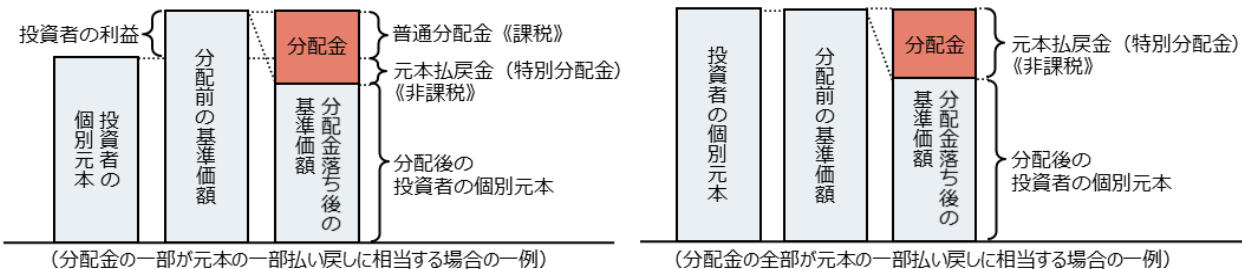 投資者の利益
投資者の
個別元本
分配前の基準価額
分配金
分配金落ち後の
基準価額
普通分配金《課税》
元本払戻金（特別分配金）
《非課税》
分配後の
投資者の個別元本
（分配金の一部が元本の一部払い戻しに相当する場合の一例）
投資者の個別元本
分配前の基準価額
分配金
分配金落ち後の
基準価額
元本払戻金（特別分配金）
《非課税》
分配後の
投資者の個別元本
（分配金の全部が元本の一部払い戻しに相当する場合の一例）